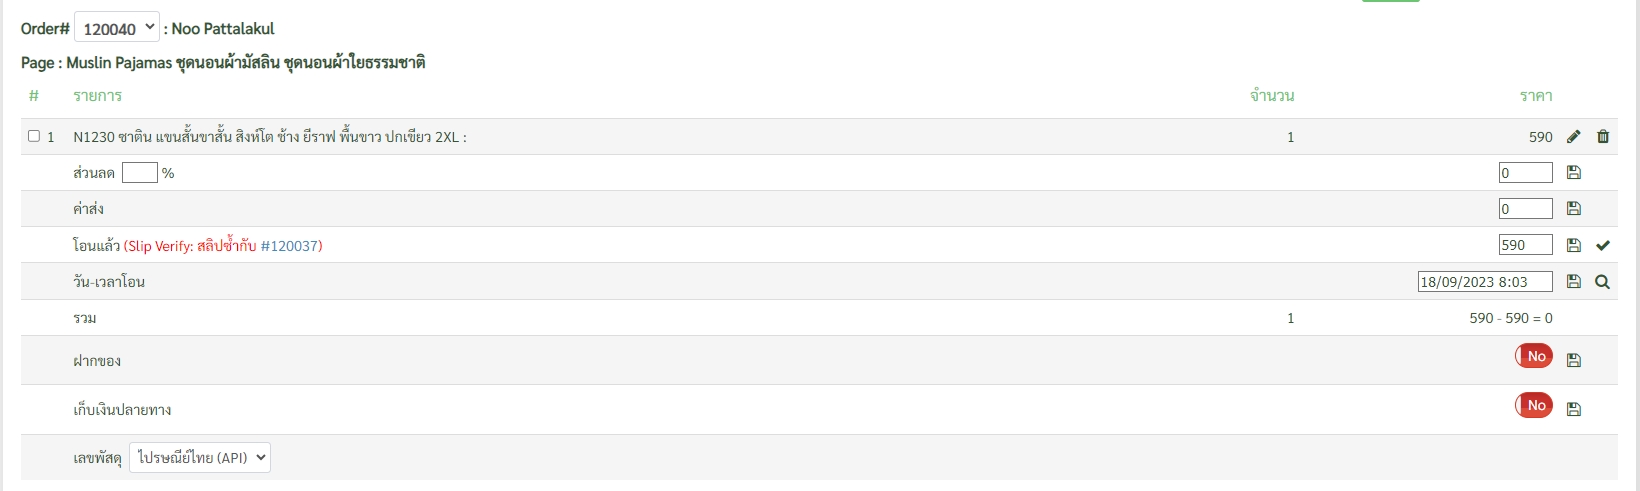 Order# 120040 : Noo Pattalakul
Page : Muslin Pajamas ชุดนอนผ้ามัสลิน ชุดนอนผ้าใยธรรมชาติ
# รายการ จำนวน ราคา
1 N1230 ซาติน แขนสั้นขาสั้น สิงห์โต ช้าง ยีราฟ พื้นขาว ปกเขียว 2XL : 1 590
ส่วนลด % 0
ค่าส่ง 0
โอนแล้ว (Slip Verify: สลิปซ้ำกับ #120037) 590
วัน-เวลาโอน 18/09/2023 8:03
รวม 1 590 - 590 = 0
ฝากของ No
เก็บเงินปลายทาง No
เลขพัสดุ ไปรษณีย์ไทย (API)